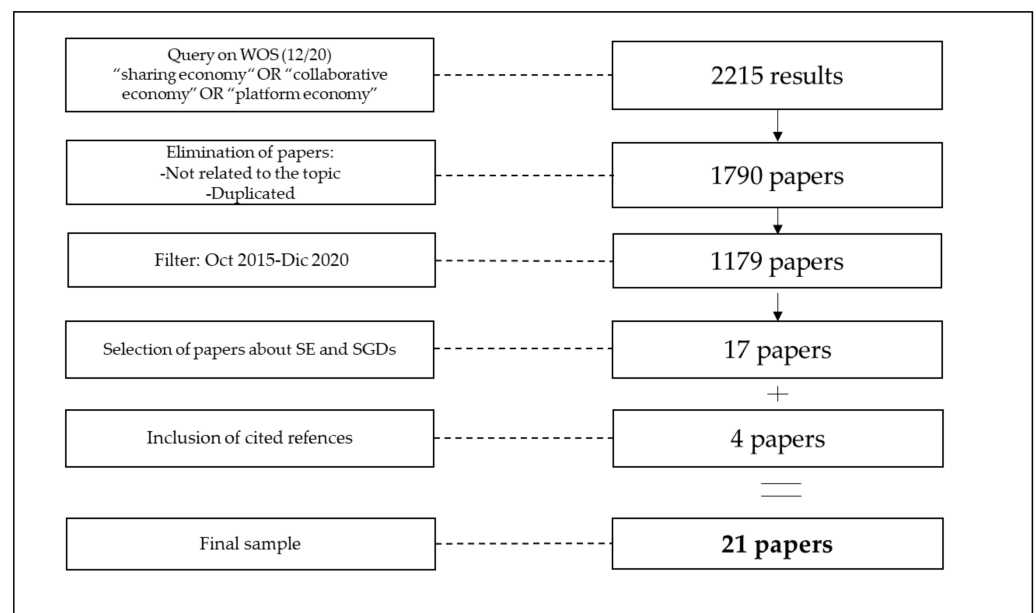 Query on WOS (12/20)
“sharing economy“ OR “collaborative
economy” OR “platform economy”
2215 results
Elimination of papers:
-Not related to the topic
-Duplicated
1790 papers
Filter: Oct 2015-Dic 2020
1179 papers
Selection of papers about SE and SGDs
17 papers
+
Inclusion of cited refences
4 papers
=
Final sample
21 papers